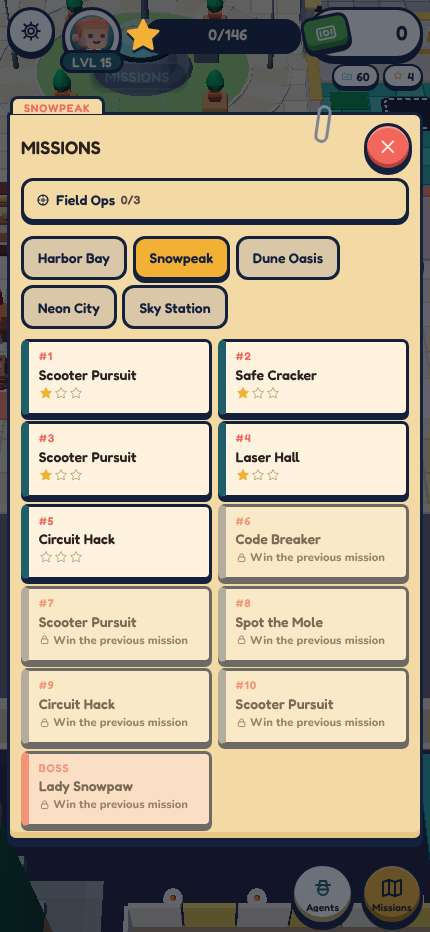 LVL 15
0/146
0
MISSIONS
60
4
SNOWPEAK
MISSIONS
Field Ops 0/3
Harbor Bay
Snowpeak
Dune Oasis
Neon City
Sky Station
#1
Scooter Pursuit
#2
Safe Cracker
#3
Scooter Pursuit
#4
Laser Hall
#5
Circuit Hack
#6
Code Breaker
Win the previous mission
#7
Scooter Pursuit
Win the previous mission
#8
Spot the Mole
Win the previous mission
#9
Circuit Hack
Win the previous mission
#10
Scooter Pursuit
Win the previous mission
BOSS
Lady Snowpaw
Win the previous mission
Agents
Missions